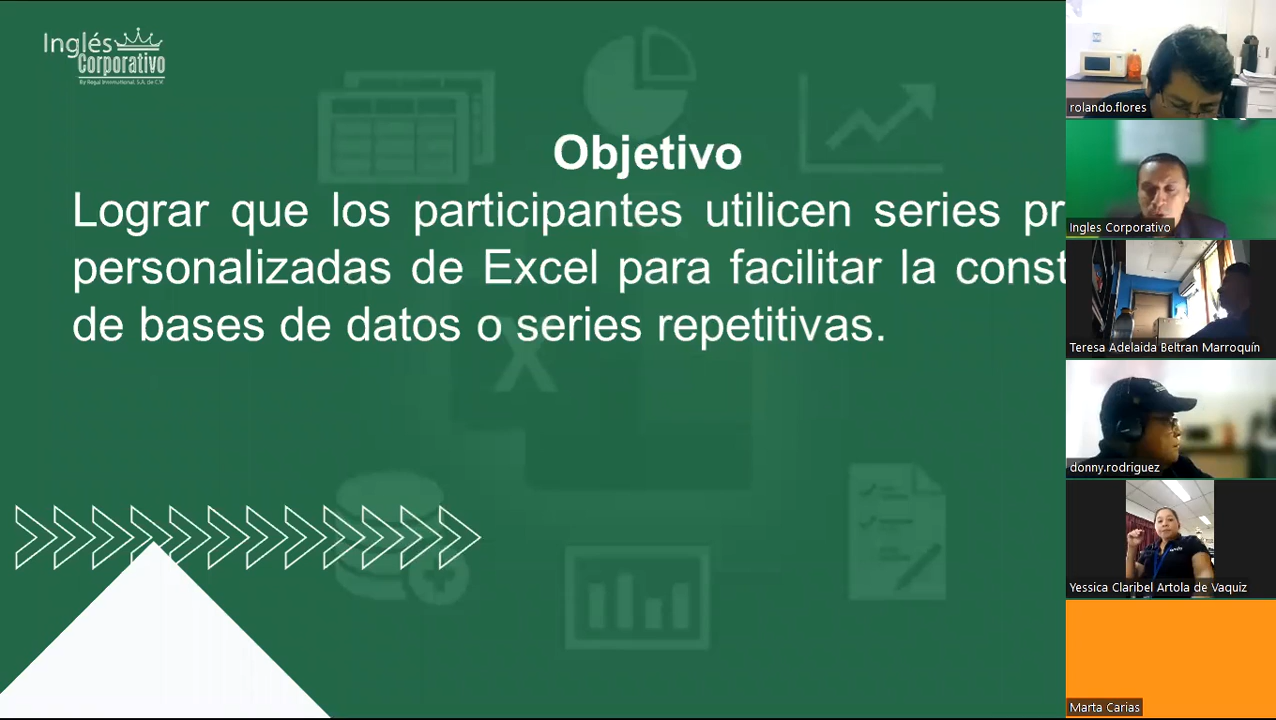 Inglés
Corporativo
Objetivo
Lograr que los participantes utilicen series pr
personalizadas de Excel para facilitar la const
de bases de datos o series repetitivas.
X
rolando.flores
Ingles Corporativo
Teresa Adelaida Beltran Marroquín
donny.rodriguez
Yessica Claribel Artola de Vaquiz
Marta Carias